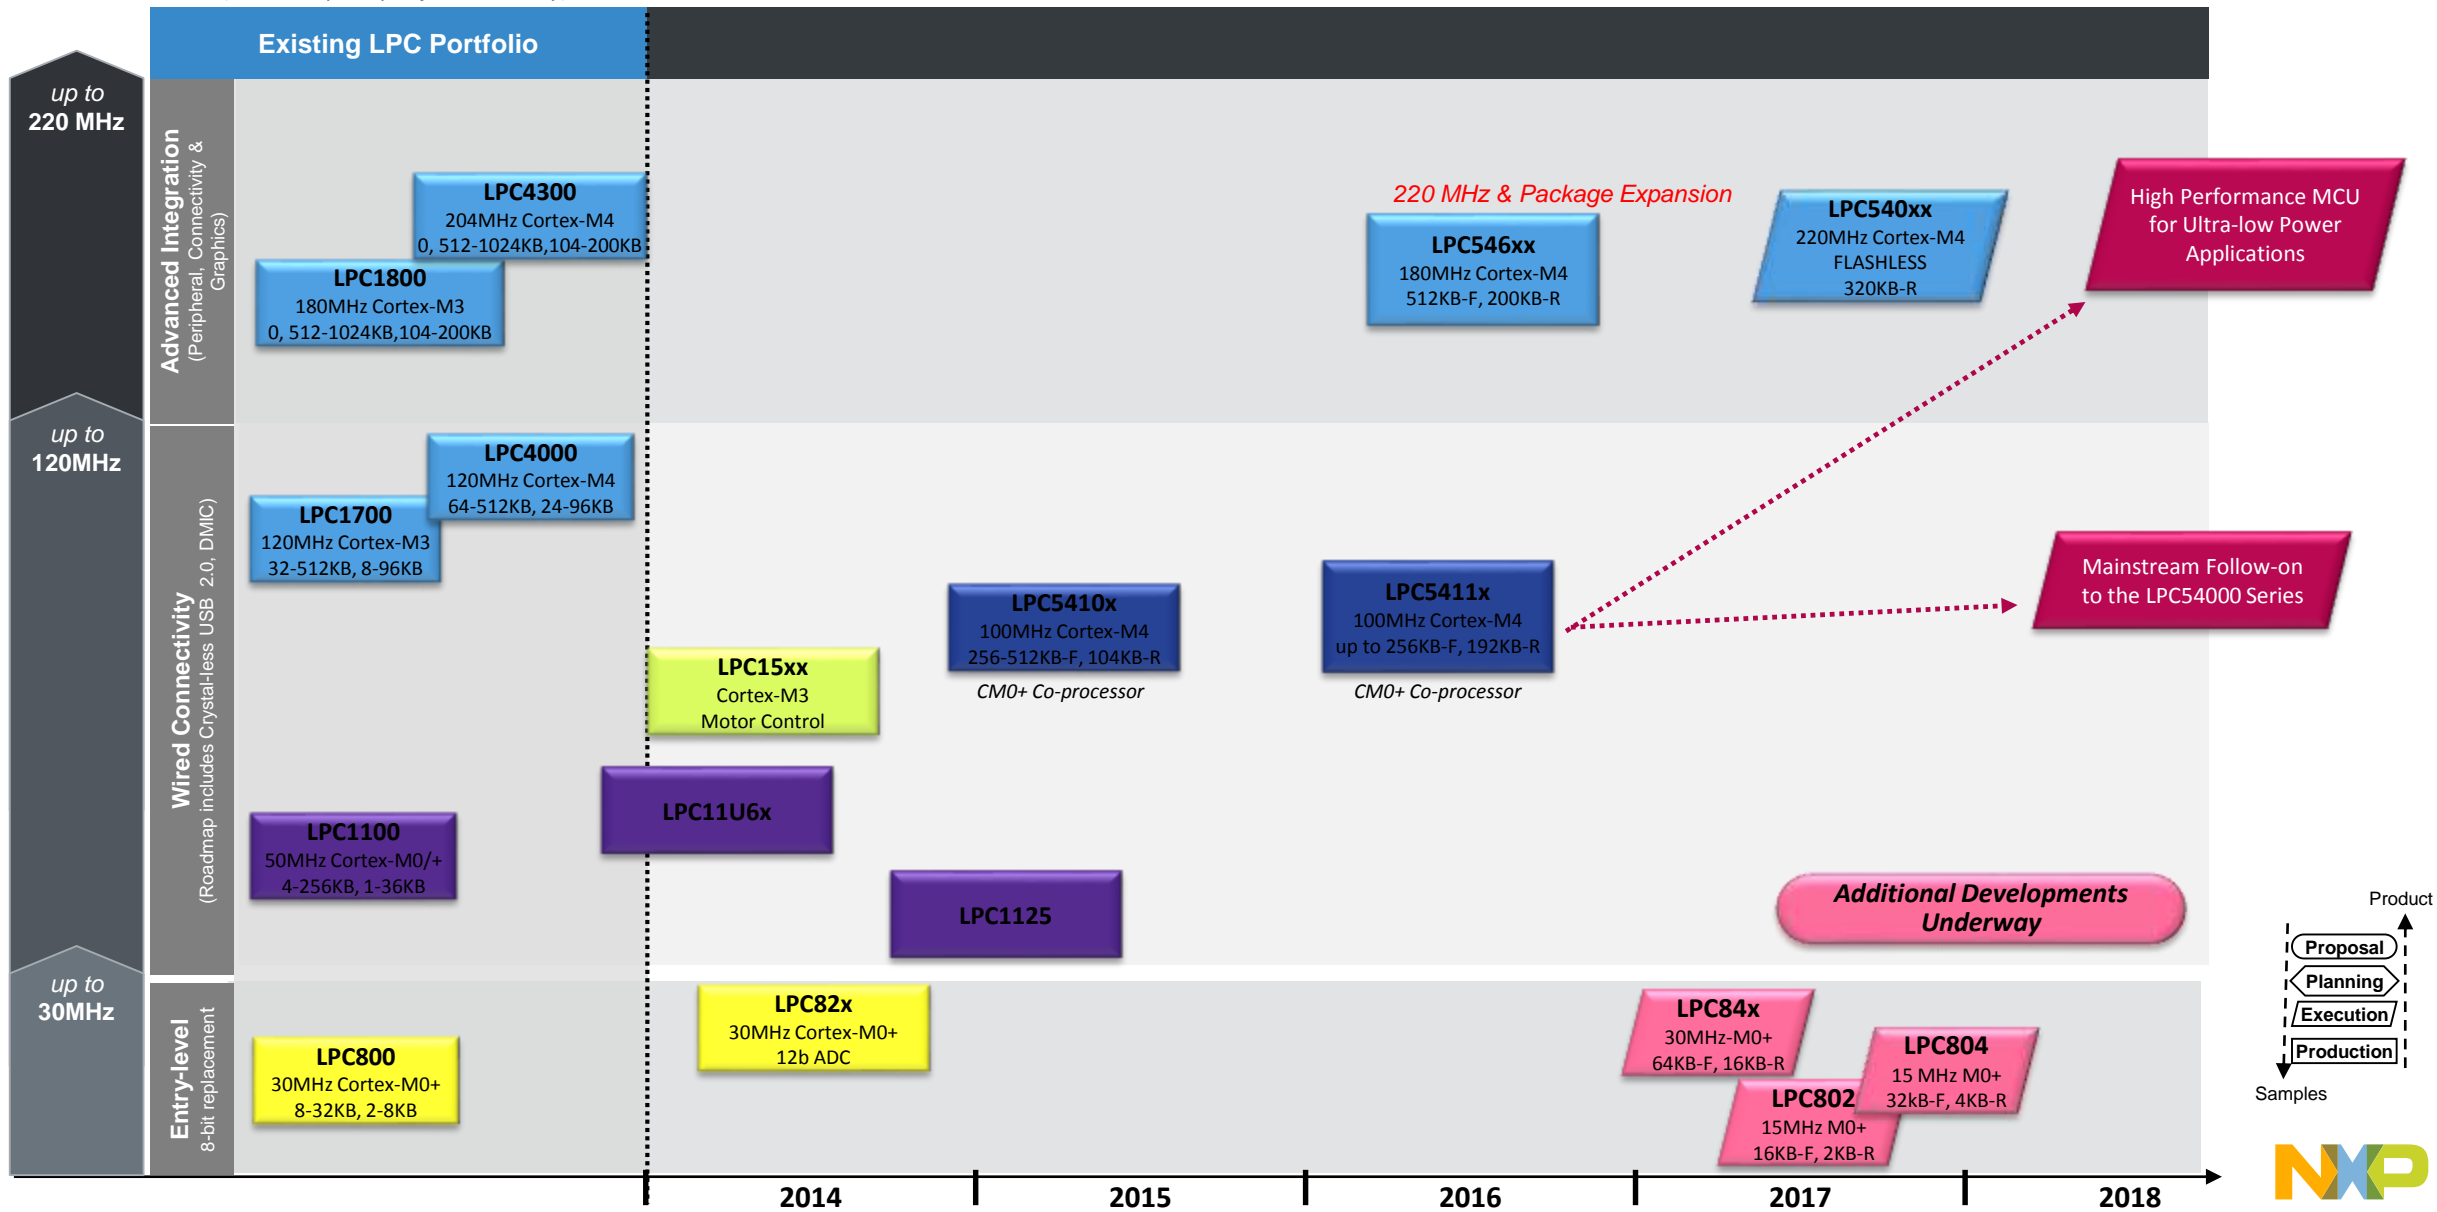 Existing LPC Portfolio
up to
220 MHz
Advanced Integration
(Peripheral, Connectivity &
Graphics)
LPC4300
204MHz Cortex-M4
0, 512-1024KB,104-200KB
LPC1800
180MHz Cortex-M3
0, 512-1024KB,104-200KB
220 MHz & Package Expansion
LPC546xx
180MHz Cortex-M4
512KB-F, 200KB-R
LPC540xx
220MHz Cortex-M4
FLASHLESS
320KB-R
High Performance MCU
for Ultra-low Power
Applications
up to
120MHz
Wired Connectivity
(Roadmap includes Crystal-less USB 2.0, DMIC)
LPC4000
120MHz Cortex-M4
64-512KB, 24-96KB
LPC1700
120MHz Cortex-M3
32-512KB, 8-96KB
LPC5410x
100MHz Cortex-M4
256-512KB-F, 104KB-R
CM0+ Co-processor
LPC5411x
100MHz Cortex-M4
up to 256KB-F, 192KB-R
CM0+ Co-processor
Mainstream Follow-on
to the LPC54000 Series
LPC15xx
Cortex-M3
Motor Control
LPC11U6x
LPC1100
50MHz Cortex-M0/+
4-256KB, 1-36KB
LPC1125
Additional Developments
Underway
up to
30MHz
Entry-level
8-bit replacement
LPC800
30MHz Cortex-M0+
8-32KB, 2-8KB
LPC82x
30MHz Cortex-M0+
12b ADC
LPC84x
30MHz-M0+
64KB-F, 16KB-R
LPC804
15 MHz M0+
32kB-F, 4KB-R
LPC802
15MHz M0+
16KB-F, 2KB-R
Product
Proposal
Planning
Execution
Production
Samples
NXP
2014
2015
2016
2017
2018